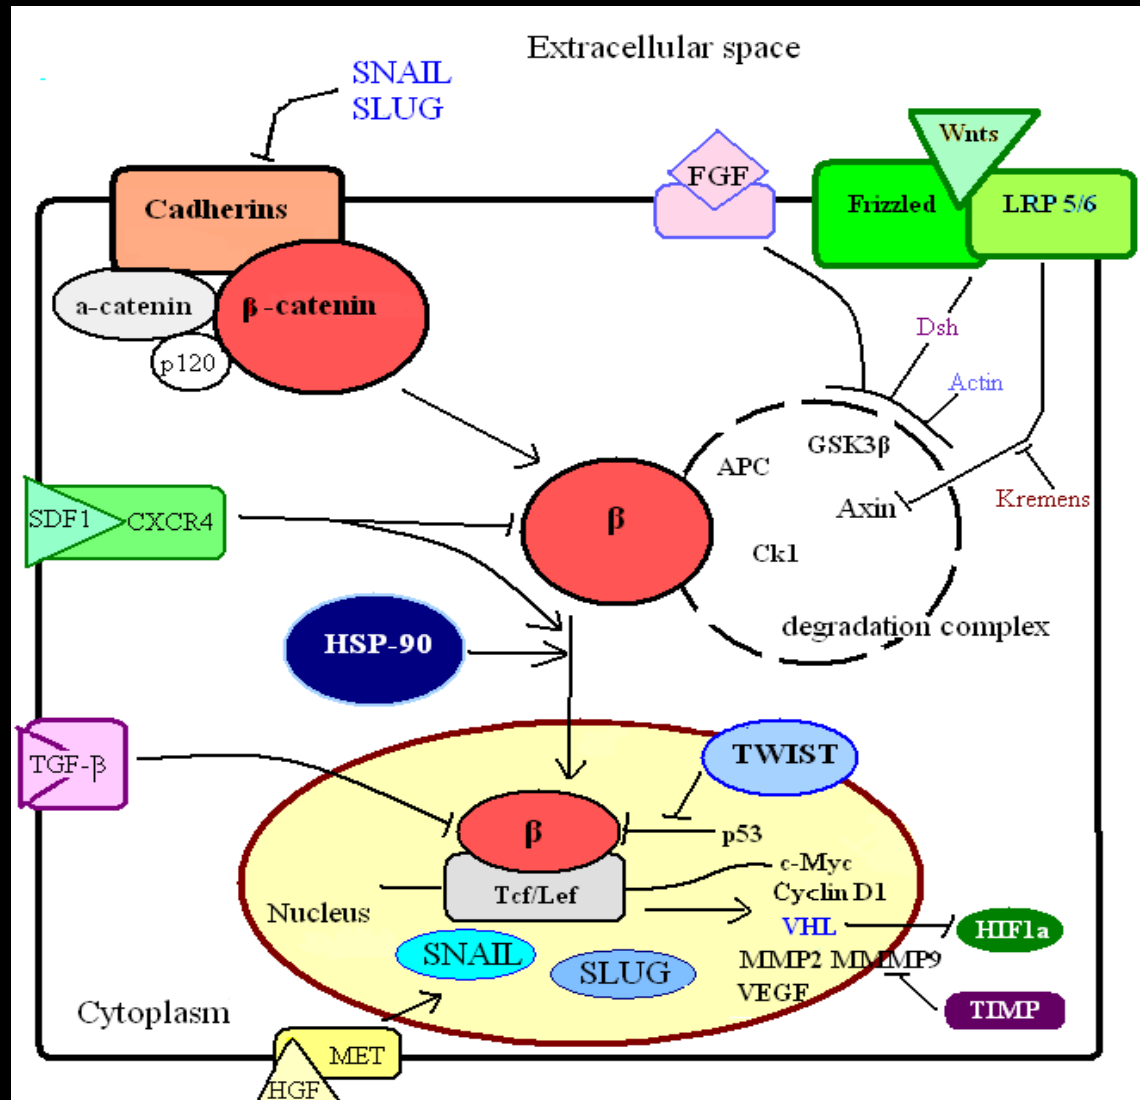 Extracellular space
SNAIL
SLUG
Wnts
FGF
Cadherins
Frizzled
LRP 5/6
a-catenin
β-catenin
p120
Dsh
Actin
GSK3β
APC
Kremens
SDF1
CXCR4
Axin
β
Ck1
degradation complex
HSP-90
TWIST
TGF-β
β
p53
c-Myc
Tcf/Lef
Cyclin D1
Nucleus
VHL
HIF1a
SNAIL
SLUG
MMP2 MMMP9
VEGF
TIMP
Cytoplasm
MET
HGF